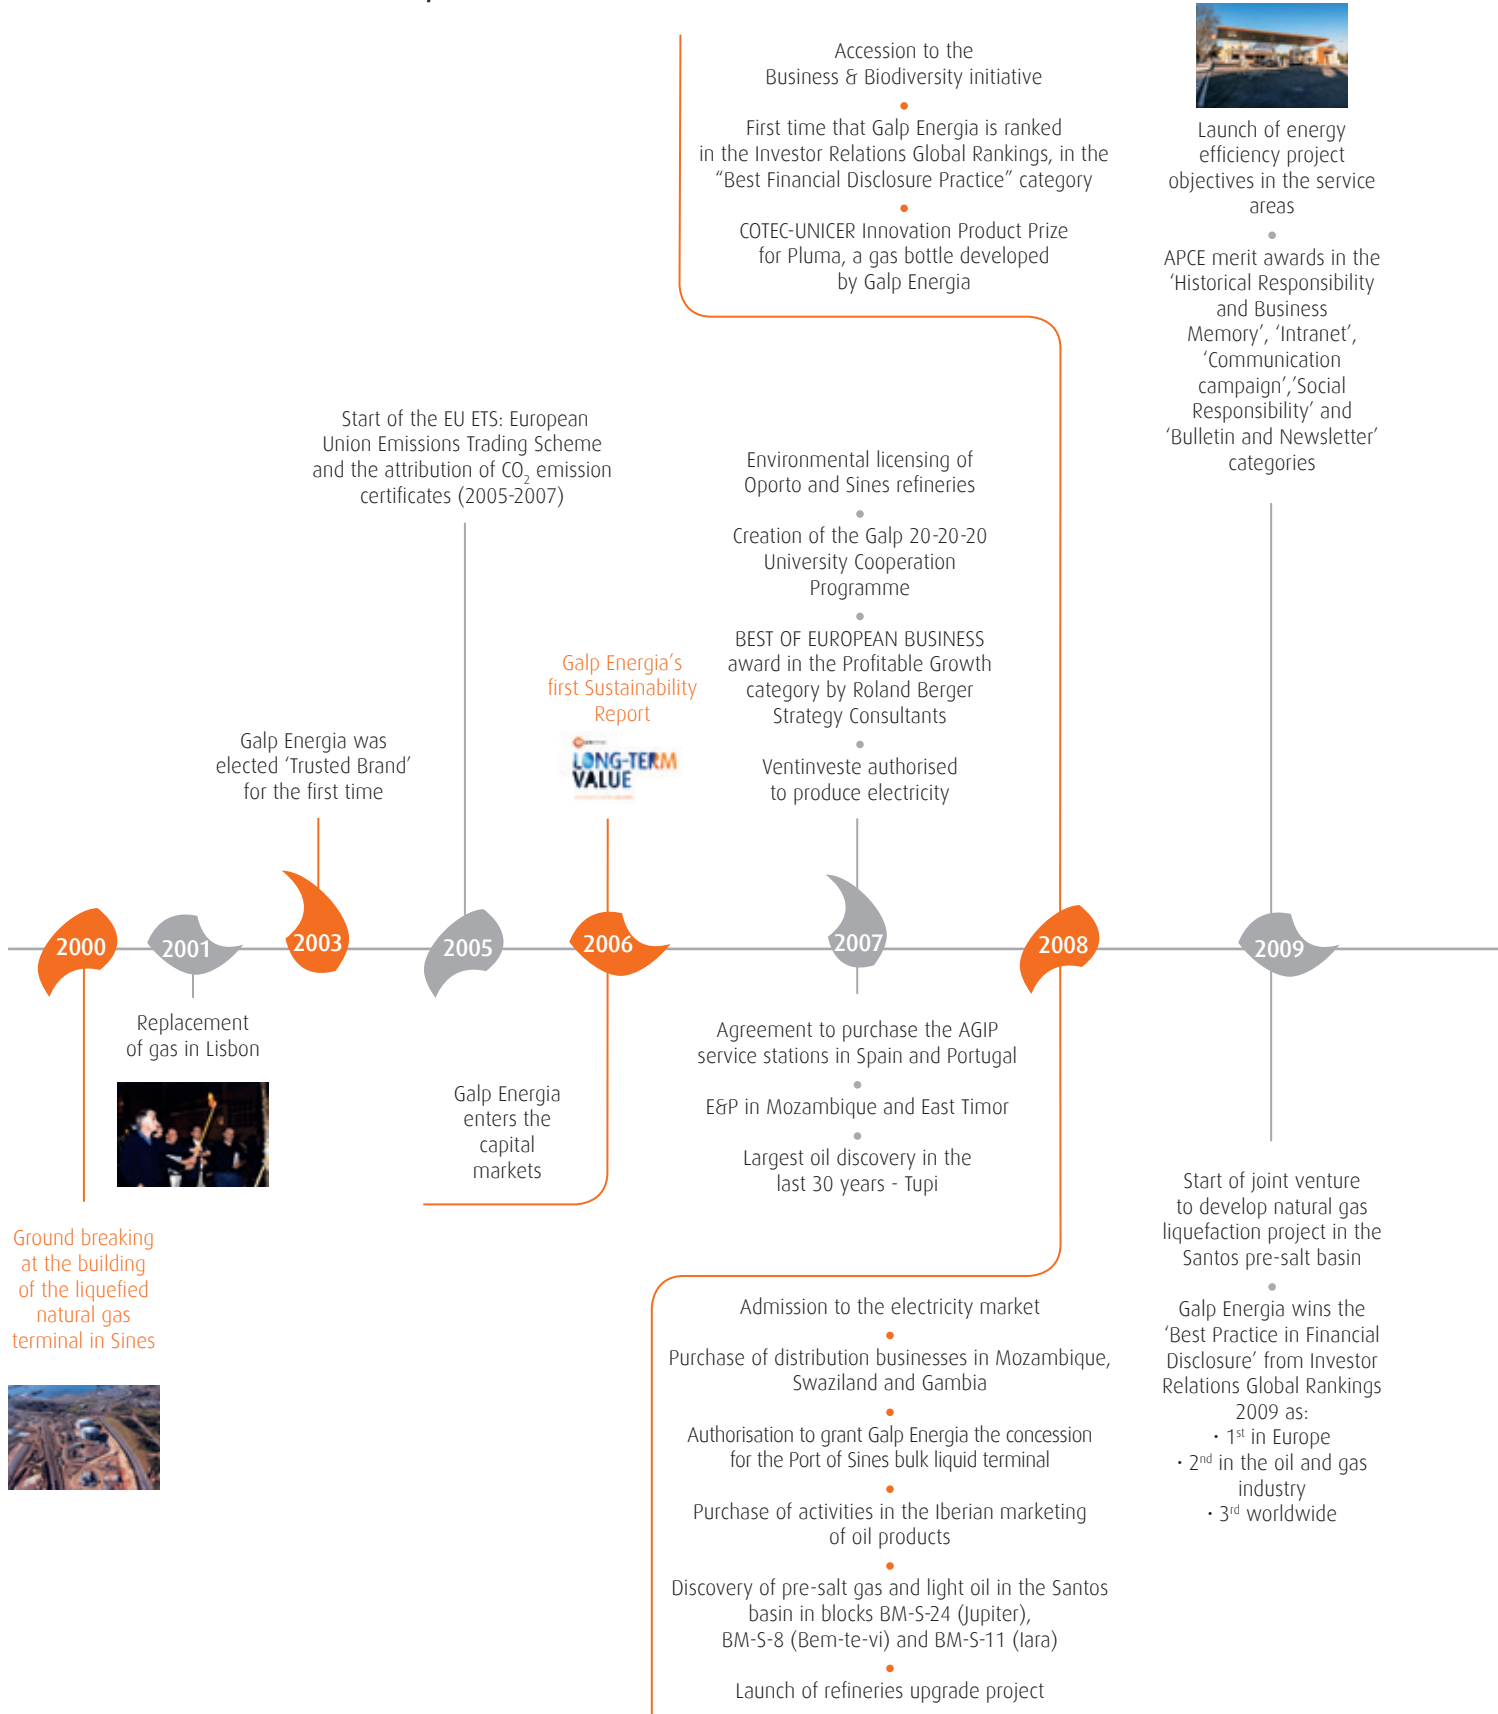 Accession to the
Business & Biodiversity initiative
First time that Galp Energia is ranked
in the Investor Relations Global Rankings, in the
“Best Financial Disclosure Practice” category
COTEC-UNICER Innovation Product Prize
for Pluma, a gas bottle developed
by Galp Energia
Launch of energy
efficiency project
objectives in the service
areas
APCE merit awards in the
‘Historical Responsibility
and Business
Memory’, ‘Intranet’,
‘Communication
campaign’,’Social
Responsibility’ and
‘Bulletin and Newsletter’
categories
Start of the EU ETS: European
Union Emissions Trading Scheme
and the attribution of CO₂ emission
certificates (2005-2007)
Environmental licensing of
Oporto and Sines refineries
Creation of the Galp 20-20-20
University Cooperation
Programme
BEST OF EUROPEAN BUSINESS
award in the Profitable Growth
category by Roland Berger
Strategy Consultants
Ventinveste authorised
to produce electricity
Galp Energia’s
first Sustainability
Report
LONG-TERM
VALUE
Galp Energia was
elected ‘Trusted Brand’
for the first time
2000
2001
2003
2005
2006
2007
2008
2009
Replacement
of gas in Lisbon
Ground breaking
at the building
of the liquefied
natural gas
terminal in Sines
Galp Energia
enters the
capital
markets
Agreement to purchase the AGIP
service stations in Spain and Portugal
E&P in Mozambique and East Timor
Largest oil discovery in the
last 30 years - Tupi
Admission to the electricity market
Purchase of distribution businesses in Mozambique,
Swaziland and Gambia
Authorisation to grant Galp Energia the concession
for the Port of Sines bulk liquid terminal
Purchase of activities in the Iberian marketing
of oil products
Discovery of pre-salt gas and light oil in the Santos
basin in blocks BM-S-24 (Jupiter),
BM-S-8 (Bem-te-vi) and BM-S-11 (Iara)
Launch of refineries upgrade project
Start of joint venture
to develop natural gas
liquefaction project in the
Santos pre-salt basin
Galp Energia wins the
‘Best Practice in Financial
Disclosure’ from Investor
Relations Global Rankings
2009 as:
· 1st in Europe
· 2nd in the oil and gas
industry
· 3rd worldwide